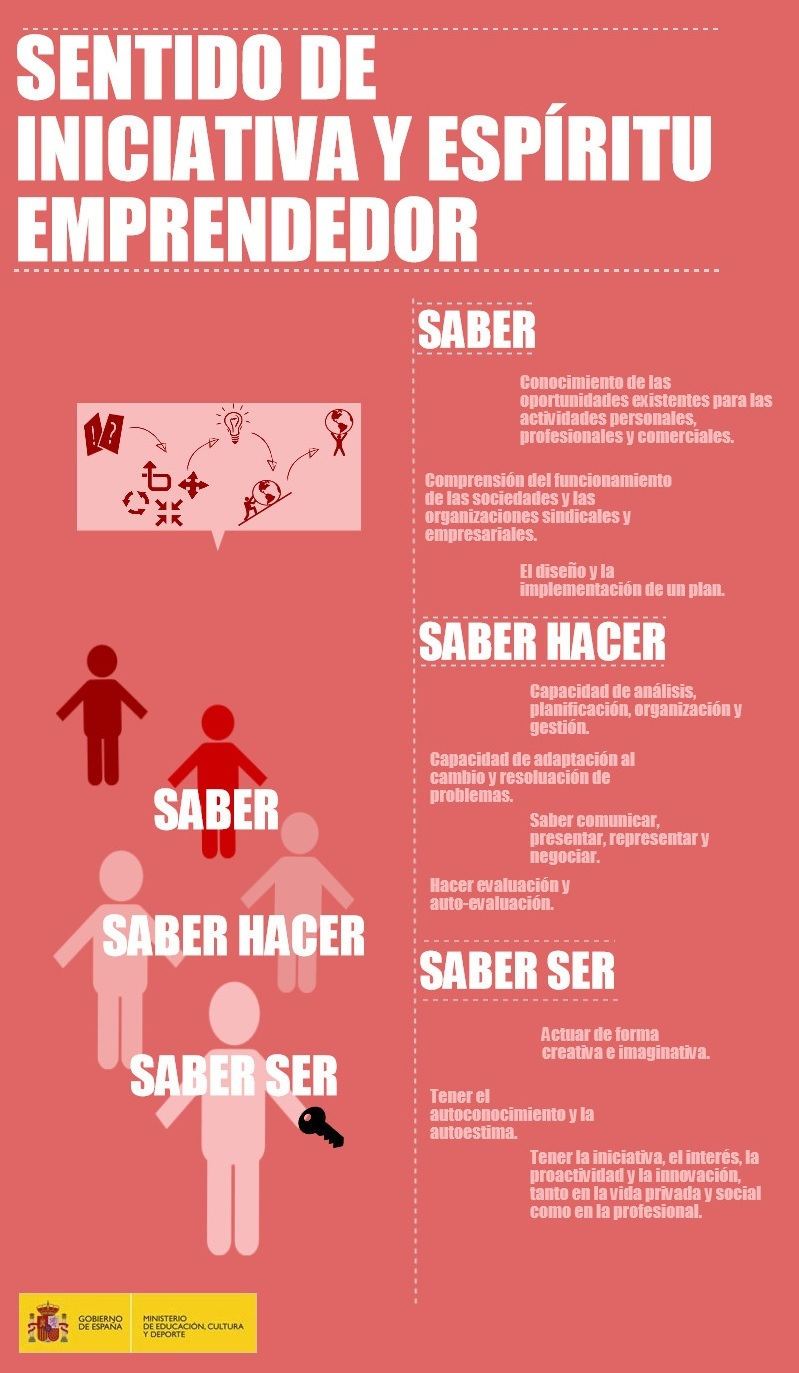 SENTIDO DE
INICIATIVA Y ESPÍRITU
EMPRENDEDOR
SABER
Conocimiento de las
oportunidades existentes para las
actividades personales,
profesionales y comerciales.
Comprensión del funcionamiento
de las sociedades y las
organizaciones sindicales y
empresariales.
El diseño y la
implementación de un plan.
SABER HACER
Capacidad de análisis,
planificación, organización y
gestión.
Capacidad de adaptación al
cambio y resoluación de
problemas.
Saber comunicar,
presentar, representar y
negociar.
Hacer evaluación y
auto-evaluación.
SABER SER
Actuar de forma
creativa e imaginativa.
Tener el
autoconocimiento y la
autoestima.
Tener la iniciativa, el interés, la
proactividad y la innovación,
tanto en la vida privada y social
como en la profesional.
! ?
SABER
SABER HACER
SABER SER
GOBIERNO
DE ESPAÑA
MINISTERIO
DE EDUCACIÓN, CULTURA
Y DEPORTE